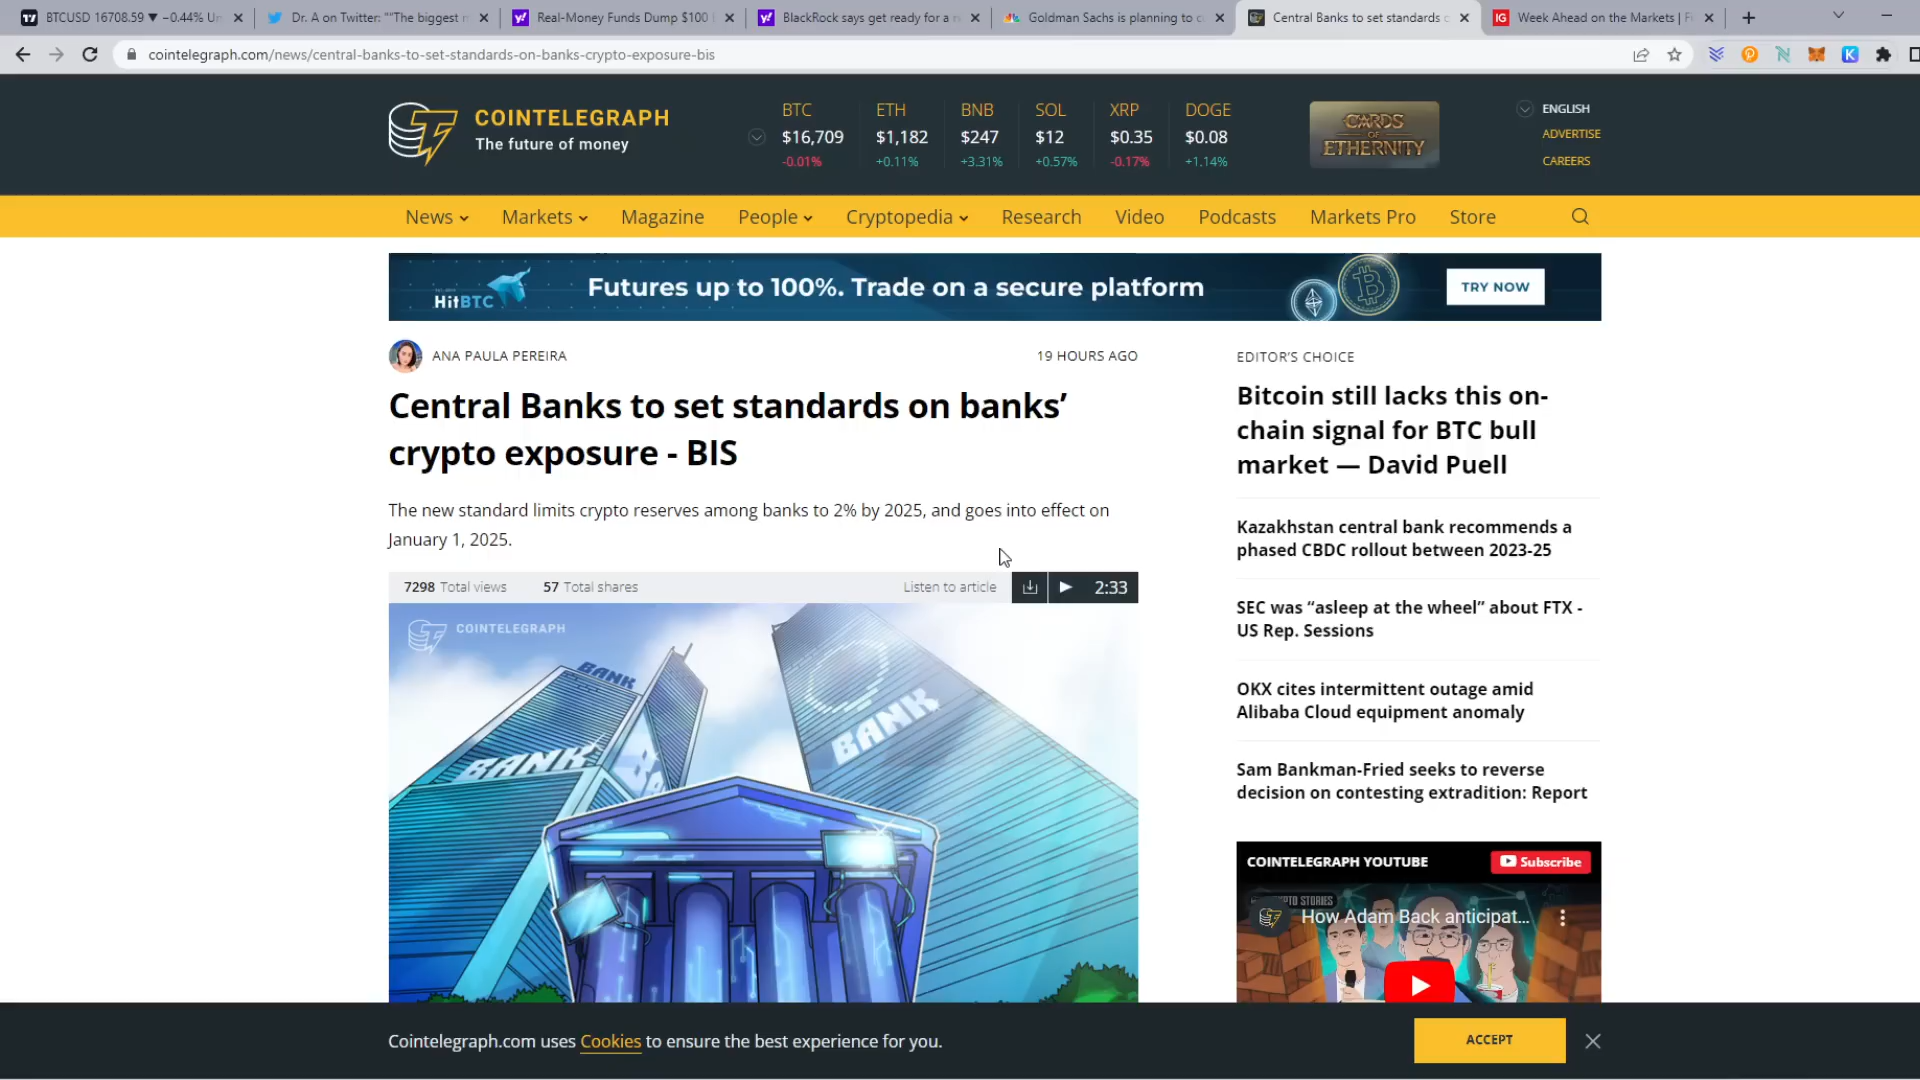 BTCUSD 16708.59 ▼ −0.44% Un
Dr. A on Twitter: ""The biggest m
Real-Money Funds Dump $100
BlackRock says get ready for a
Goldman Sachs is planning to c
Central Banks to set standards o
IG Week Ahead on the Markets | F
cointelegraph.com/news/central-banks-to-set-standards-on-banks-crypto-exposure-bis
COINTELEGRAPH
The future of money
BTC ETH BNB SOL XRP DOGE
$16,709 $1,182 $247 $12 $0.35 $0.08
-0.01% +0.11% +3.31% +0.57% -0.17% +1.14%
CARDS
OF
ETHERNITY
ENGLISH
ADVERTISE
CAREERS
News Markets Magazine People Cryptopedia Research Video Podcasts Markets Pro Store
HitBTC
Futures up to 100%. Trade on a secure platform
TRY NOW
ANA PAULA PEREIRA
19 HOURS AGO
Central Banks to set standards on banks’
crypto exposure - BIS
The new standard limits crypto reserves among banks to 2% by 2025, and goes into effect on
January 1, 2025.
7298 Total views 57 Total shares
Listen to article 2:33
COINTELEGRAPH
BANK
BANK
BANK
EDITOR’S CHOICE
Bitcoin still lacks this on-
chain signal for BTC bull
market — David Puell
Kazakhstan central bank recommends a
phased CBDC rollout between 2023-25
SEC was “asleep at the wheel” about FTX -
US Rep. Sessions
OKX cites intermittent outage amid
Alibaba Cloud equipment anomaly
Sam Bankman-Fried seeks to reverse
decision on contesting extradition: Report
COINTELEGRAPH YOUTUBE
Subscribe
How Adam Back anticipat...
Cointelegraph.com uses Cookies to ensure the best experience for you.
ACCEPT